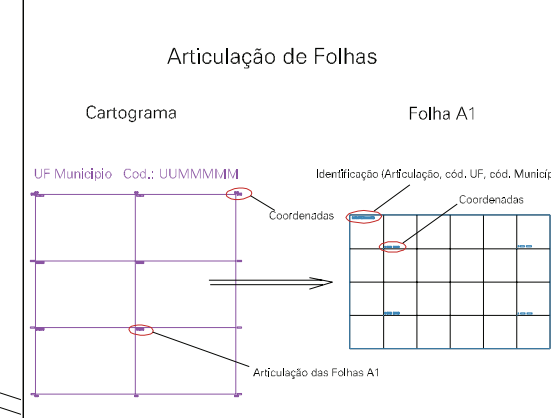 Articulação de Folhas
Cartograma
Folha A1
UF Municipio Cod.: UUMMMMM
Identificação (Articulação, cód. UF, cód. Municíp
Coordenadas
Coordenadas
Articulação das Folhas A1